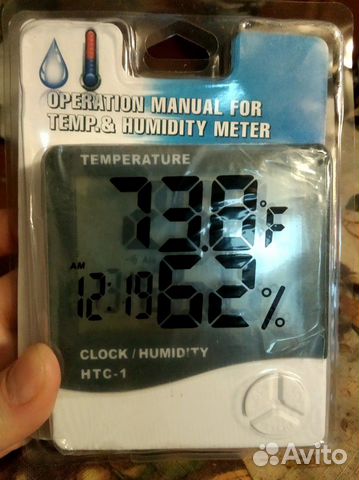 OPERATION MANUAL FOR
TEMP.& HUMIDITY METER
TEMPERATURE
73.8°F
AM
12:19
62%
CLOCK/HUMIDITY
HTC-1
Avito